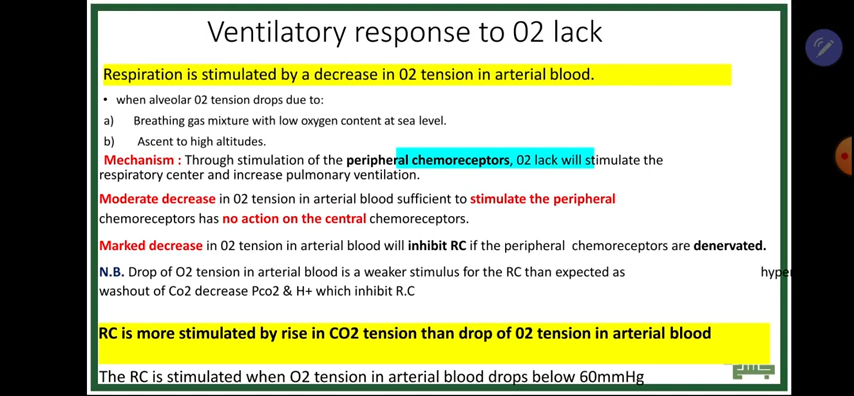 Ventilatory response to 02 lack
Respiration is stimulated by a decrease in 02 tension in arterial blood.
• when alveolar 02 tension drops due to:
a) Breathing gas mixture with low oxygen content at sea level.
b) Ascent to high altitudes.
Mechanism : Through stimulation of the peripheral chemoreceptors, 02 lack will stimulate the
respiratory center and increase pulmonary ventilation.
Moderate decrease in 02 tension in arterial blood sufficient to stimulate the peripheral
chemoreceptors has no action on the central chemoreceptors.
Marked decrease in 02 tension in arterial blood will inhibit RC if the peripheral chemoreceptors are denervated.
N.B. Drop of O2 tension in arterial blood is a weaker stimulus for the RC than expected as
washout of Co2 decrease Pco2 & H+ which inhibit R.C
RC is more stimulated by rise in CO2 tension than drop of 02 tension in arterial blood
The RC is stimulated when O2 tension in arterial blood drops below 60mmHg